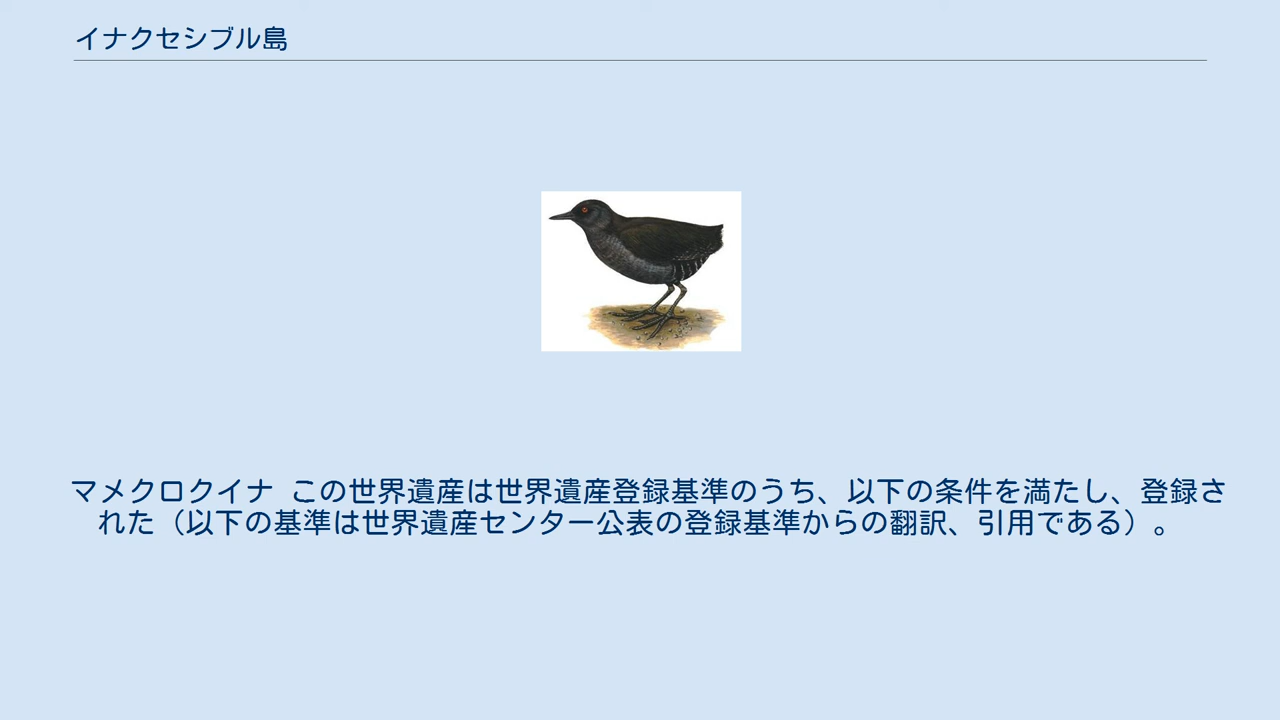 イナクセシブル島
マメクロクイナ この世界遺産は世界遺産登録基準のうち、以下の条件を満たし、登録さ
れた（以下の基準は世界遺産センター公表の登録基準からの翻訳、引用である）。